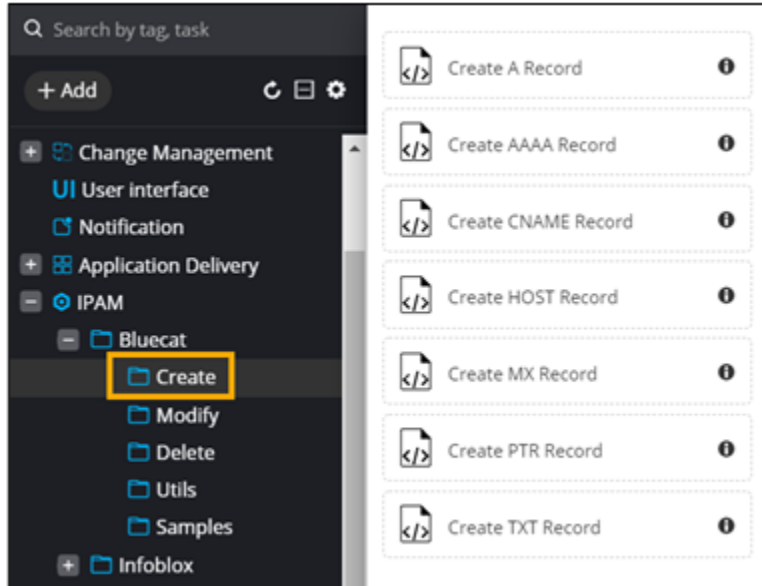 Search by tag, task
+ Add
Change Management
UI User interface
Notification
Application Delivery
IPAM
Bluecat
Create
Modify
Delete
Utils
Samples
Infoblox
Create A Record
Create AAAA Record
Create CNAME Record
Create HOST Record
Create MX Record
Create PTR Record
Create TXT Record